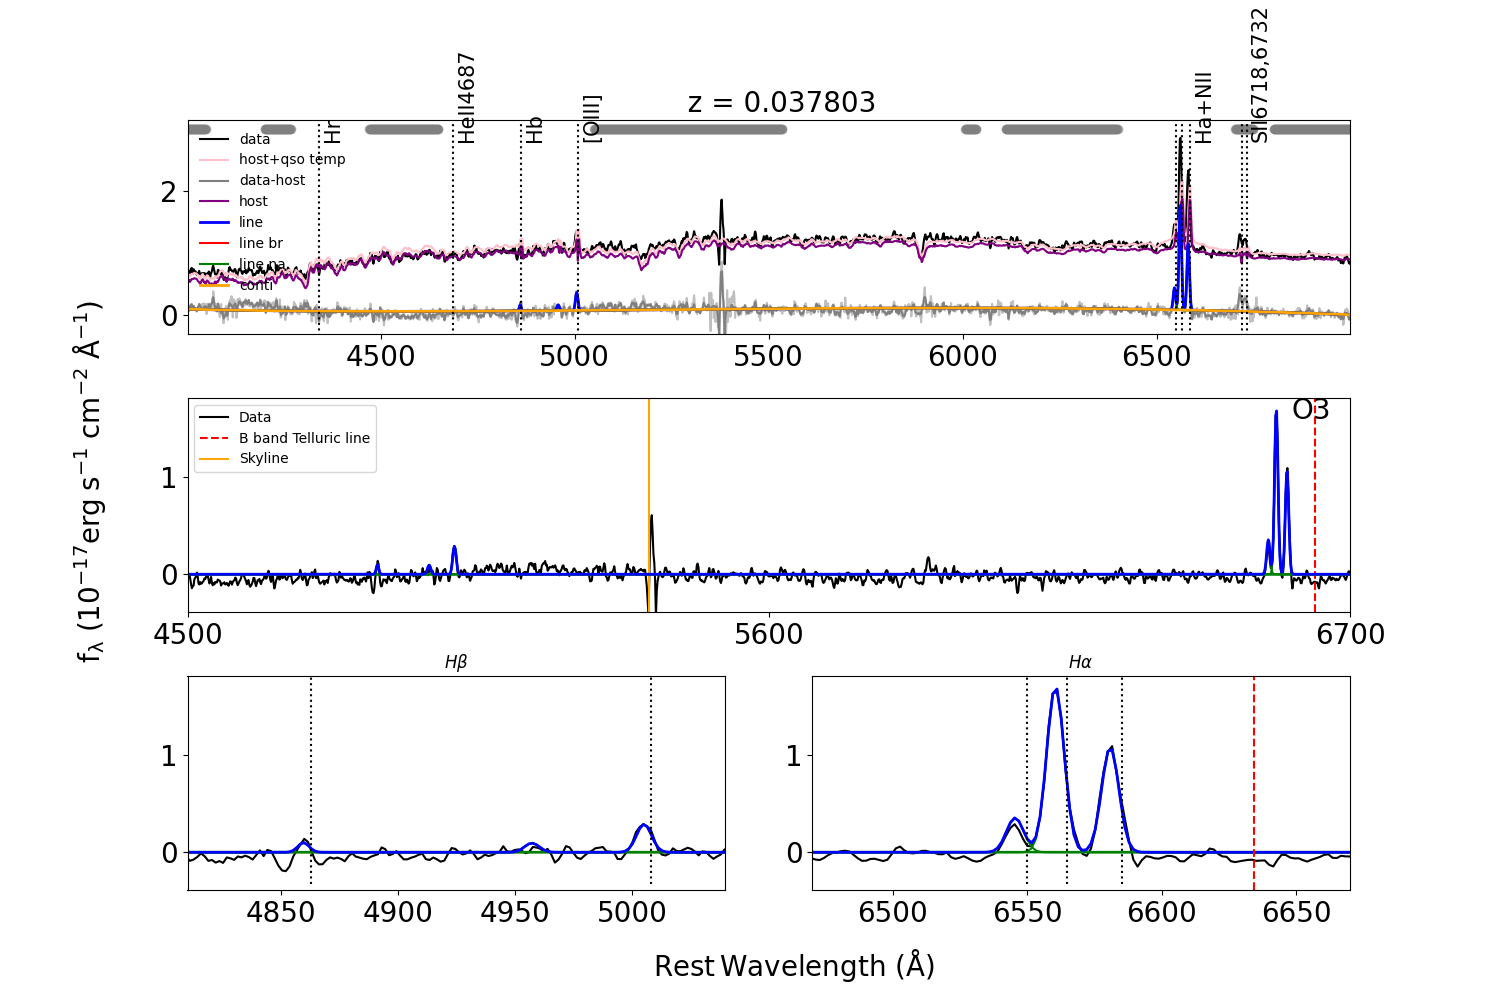 z = 0.037803
Hr
HeII4687
Hb
[OIII]
Ha+NII
SII6718,6732
data
host+qso temp
data-host
host
line
line br
line na
conti
2
0
4500
5000
5500
6000
6500
fλ (10⁻¹⁷erg s⁻¹ cm⁻² Å⁻¹)
O3
Data
B band Telluric line
Skyline
1
0
4500
5600
6700
Hβ
Hα
1
0
4850
4900
4950
5000
1
0
6500
6550
6600
6650
Rest Wavelength (Å)